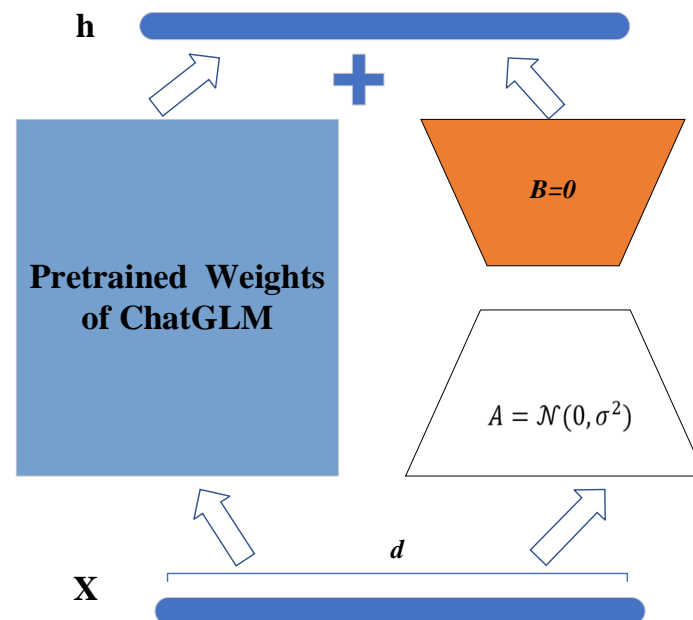 h
B=0
Pretrained Weights
of ChatGLM
A = 𝒩(0, σ²)
d
X